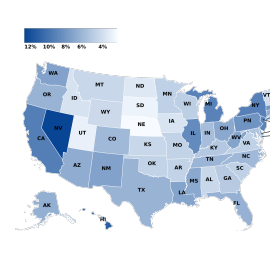 12% 10% 8% 6% 4%
WA
MT
ND
MN
VT
OR
ID
SD
WI
MI
NY
WY
NE
IA
PA
NV
UT
IL
IN
OH
CA
CO
KS
MO
WV
VA
KY
NC
AZ
NM
OK
AR
TN
SC
TX
LA
MS
AL
GA
FL
AK
HI